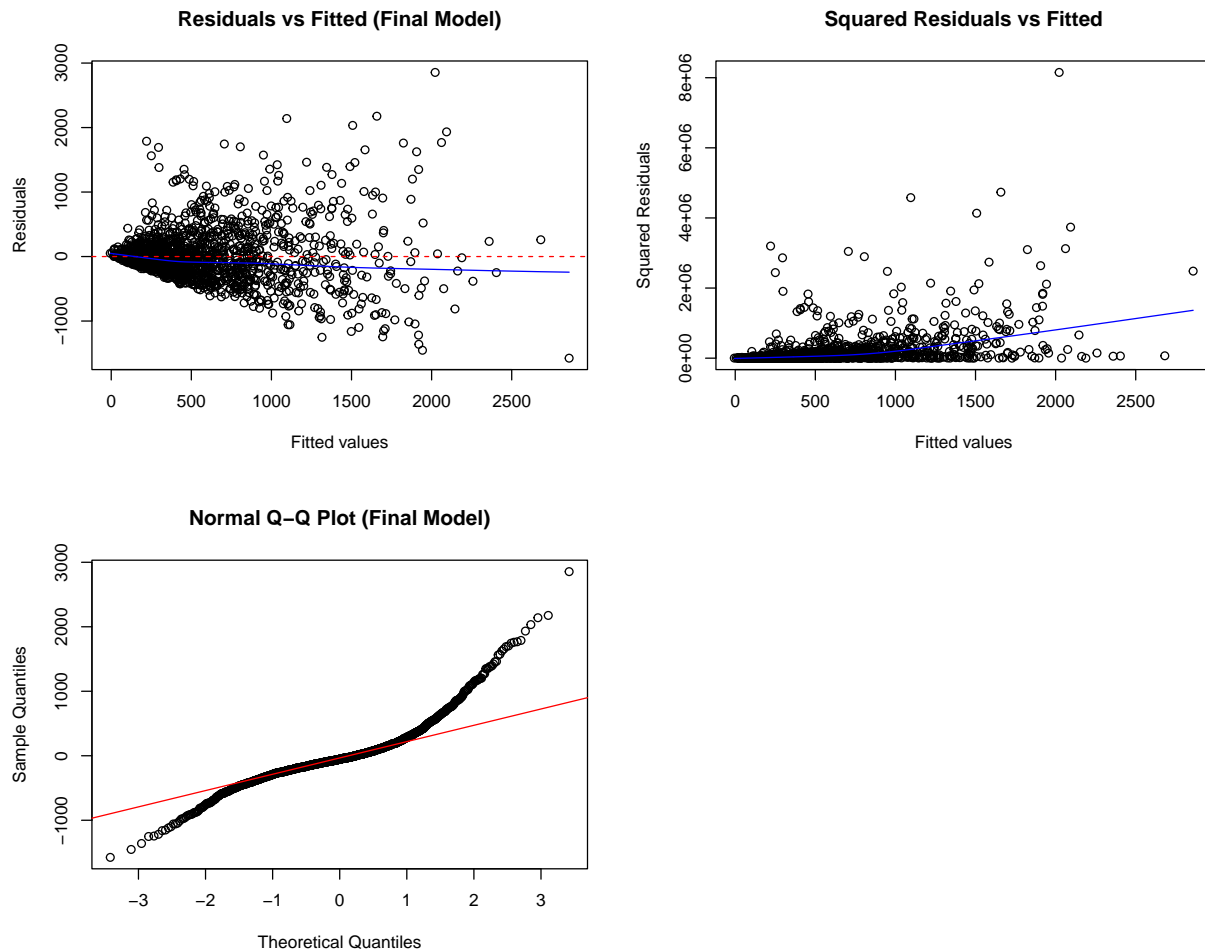 Residuals vs Fitted (Final Model)
Residuals
3000
2000
1000
0
−1000
0 500 1000 1500 2000 2500
Fitted values
Squared Residuals vs Fitted
Squared Residuals
8e+06
6e+06
4e+06
2e+06
0e+00
0 500 1000 1500 2000 2500
Fitted values
Normal Q−Q Plot (Final Model)
Sample Quantiles
3000
2000
1000
0
−1000
−3 −2 −1 0 1 2 3
Theoretical Quantiles